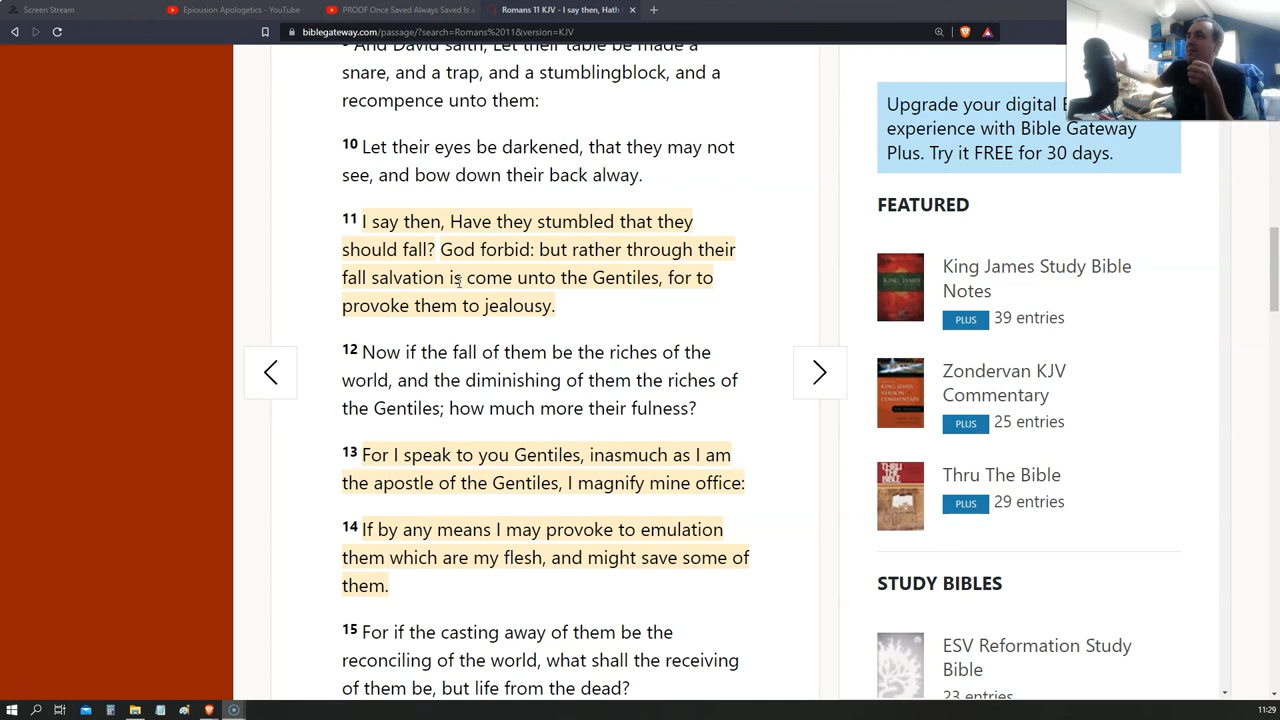 Screen Stream
Epiousion Apologetics - YouTube
PROOF Once Saved Always Saved Is a
Romans 11 KJV - I say then, Hath
biblegateway.com/passage/?search=Romans%2011&version=KJV
And David saith, Let their table be made a
snare, and a trap, and a stumblingblock, and a
recompence unto them:
10 Let their eyes be darkened, that they may not
see, and bow down their back alway.
11 I say then, Have they stumbled that they
should fall? God forbid: but rather through their
fall salvation is come unto the Gentiles, for to
provoke them to jealousy.
12 Now if the fall of them be the riches of the
world, and the diminishing of them the riches of
the Gentiles; how much more their fulness?
13 For I speak to you Gentiles, inasmuch as I am
the apostle of the Gentiles, I magnify mine office:
14 If by any means I may provoke to emulation
them which are my flesh, and might save some of
them.
15 For if the casting away of them be the
reconciling of the world, what shall the receiving
of them be, but life from the dead?
Upgrade your digital
experience with Bible Gateway
Plus. Try it FREE for 30 days.
FEATURED
King James Study Bible
Notes
PLUS 39 entries
Zondervan KJV
Commentary
PLUS 25 entries
THRU THE BIBLE
Thru The Bible
PLUS 29 entries
STUDY BIBLES
ESV Reformation Study
Bible
23 entries
11:29